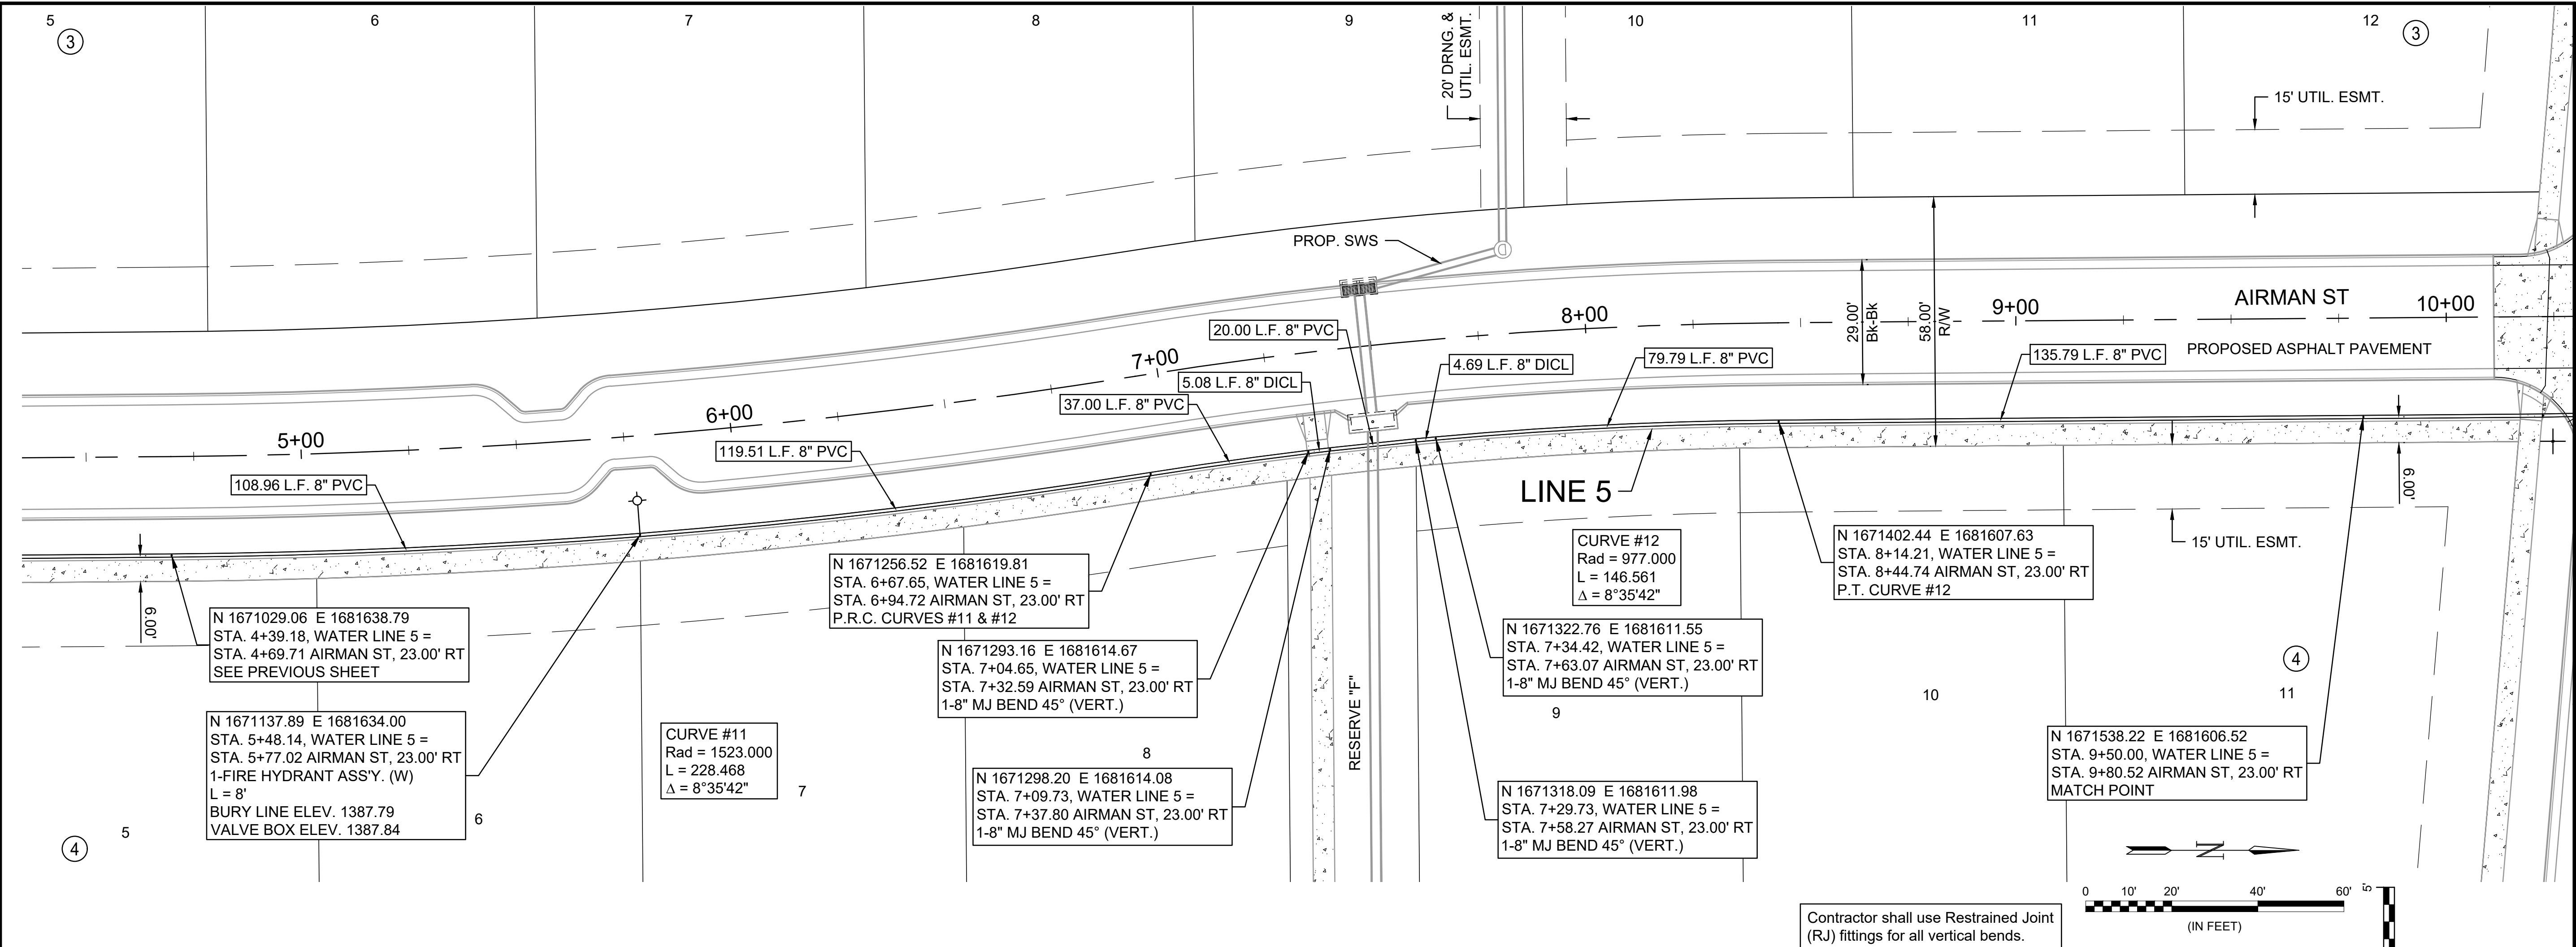 5
6
7
8
9
10
11
12
3
3
20' DRNG. &
UTIL. ESMT.
15' UTIL. ESMT.
PROP. SWS
D
20.00 L.F. 8" PVC
8+00
29.00'
Bk-Bk
58.00'
R/W
9+00
AIRMAN ST
10+00
7+00
5.08 L.F. 8" DICL
4.69 L.F. 8" DICL
79.79 L.F. 8" PVC
135.79 L.F. 8" PVC
PROPOSED ASPHALT PAVEMENT
37.00 L.F. 8" PVC
6+00
5+00
119.51 L.F. 8" PVC
108.96 L.F. 8" PVC
LINE 5
6.00'
6.00'
15' UTIL. ESMT.
N 1671029.06 E 1681638.79
STA. 4+39.18, WATER LINE 5 =
STA. 4+69.71 AIRMAN ST, 23.00' RT
SEE PREVIOUS SHEET
N 1671137.89 E 1681634.00
STA. 5+48.14, WATER LINE 5 =
STA. 5+77.02 AIRMAN ST, 23.00' RT
1-FIRE HYDRANT ASS'Y. (W)
L = 8'
BURY LINE ELEV. 1387.79
VALVE BOX ELEV. 1387.84
CURVE #11
Rad = 1523.000
L = 228.468
Δ = 8°35'42"
N 1671256.52 E 1681619.81
STA. 6+67.65, WATER LINE 5 =
STA. 6+94.72 AIRMAN ST, 23.00' RT
P.R.C. CURVES #11 & #12
N 1671293.16 E 1681614.67
STA. 7+04.65, WATER LINE 5 =
STA. 7+32.59 AIRMAN ST, 23.00' RT
1-8" MJ BEND 45° (VERT.)
N 1671298.20 E 1681614.08
STA. 7+09.73, WATER LINE 5 =
STA. 7+37.80 AIRMAN ST, 23.00' RT
1-8" MJ BEND 45° (VERT.)
RESERVE "F"
CURVE #12
Rad = 977.000
L = 146.561
Δ = 8°35'42"
N 1671322.76 E 1681611.55
STA. 7+34.42, WATER LINE 5 =
STA. 7+63.07 AIRMAN ST, 23.00' RT
1-8" MJ BEND 45° (VERT.)
N 1671318.09 E 1681611.98
STA. 7+29.73, WATER LINE 5 =
STA. 7+58.27 AIRMAN ST, 23.00' RT
1-8" MJ BEND 45° (VERT.)
N 1671402.44 E 1681607.63
STA. 8+14.21, WATER LINE 5 =
STA. 8+44.74 AIRMAN ST, 23.00' RT
P.T. CURVE #12
N 1671538.22 E 1681606.52
STA. 9+50.00, WATER LINE 5 =
STA. 9+80.52 AIRMAN ST, 23.00' RT
MATCH POINT
5
6
7
8
9
10
11
4
4
N
0 10' 20' 40' 60'
(IN FEET)
5'
Contractor shall use Restrained Joint
(RJ) fittings for all vertical bends.